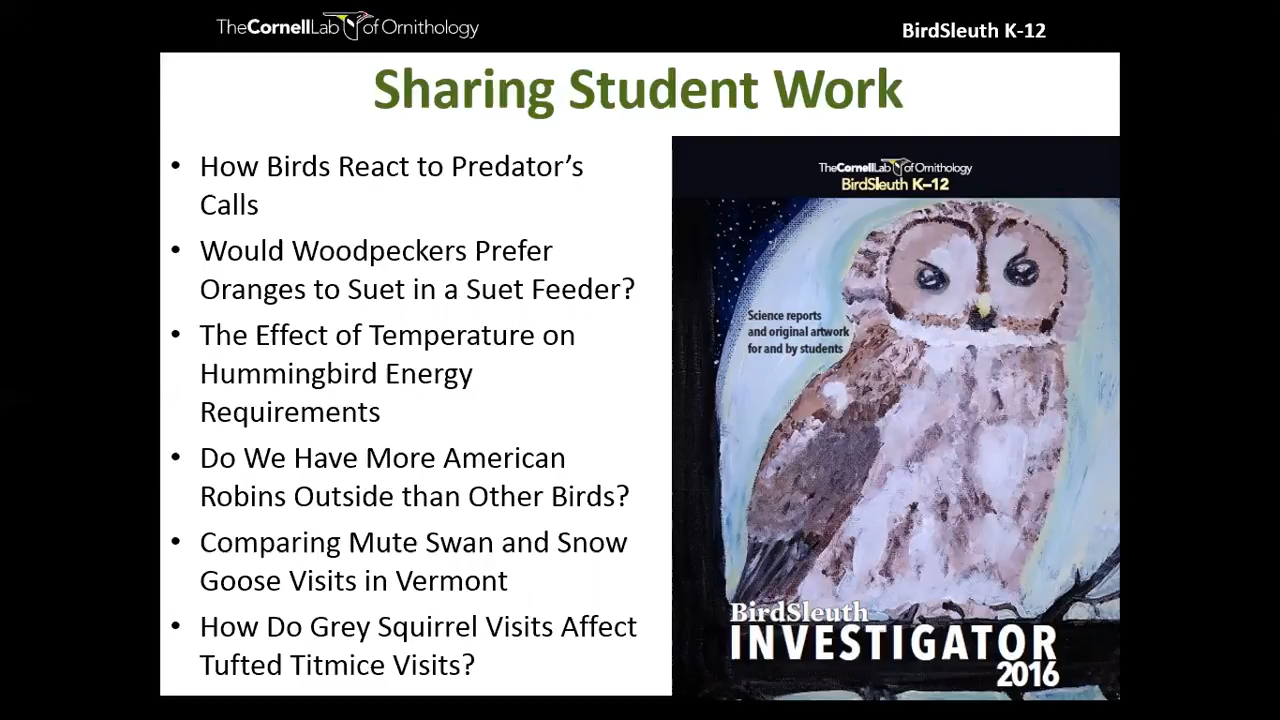 TheCornellLab of Ornithology
BirdSleuth K-12
Sharing Student Work
• How Birds React to Predator's
Calls
• Would Woodpeckers Prefer
Oranges to Suet in a Suet Feeder?
• The Effect of Temperature on
Hummingbird Energy
Requirements
• Do We Have More American
Robins Outside than Other Birds?
• Comparing Mute Swan and Snow
Goose Visits in Vermont
• How Do Grey Squirrel Visits Affect
Tufted Titmice Visits?
TheCornellLab of Ornithology
BirdSleuth K–12
Science reports
and original artwork
for and by students
BirdSleuth
INVESTIGATOR
2016